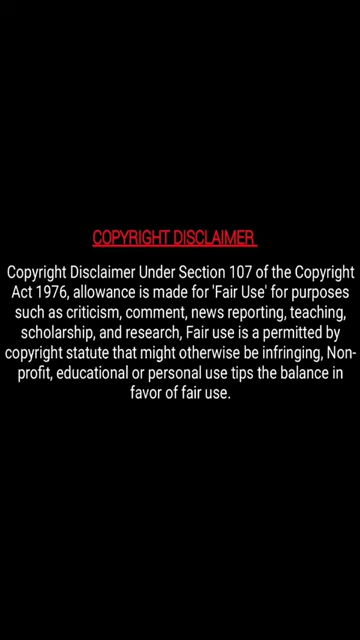 COPYRIGHT DISCLAIMER
Copyright Disclaimer Under Section 107 of the Copyright
Act 1976, allowance is made for 'Fair Use' for purposes
such as criticism, comment, news reporting, teaching,
scholarship, and research, Fair use is a permitted by
copyright statute that might otherwise be infringing, Non-
profit, educational or personal use tips the balance in
favor of fair use.